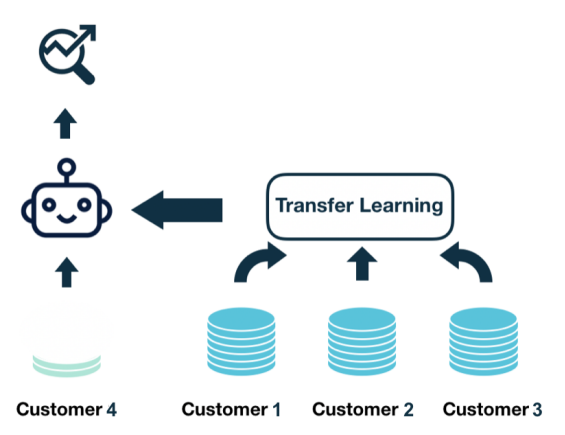 Transfer Learning
Customer 4
Customer 1
Customer 2
Customer 3